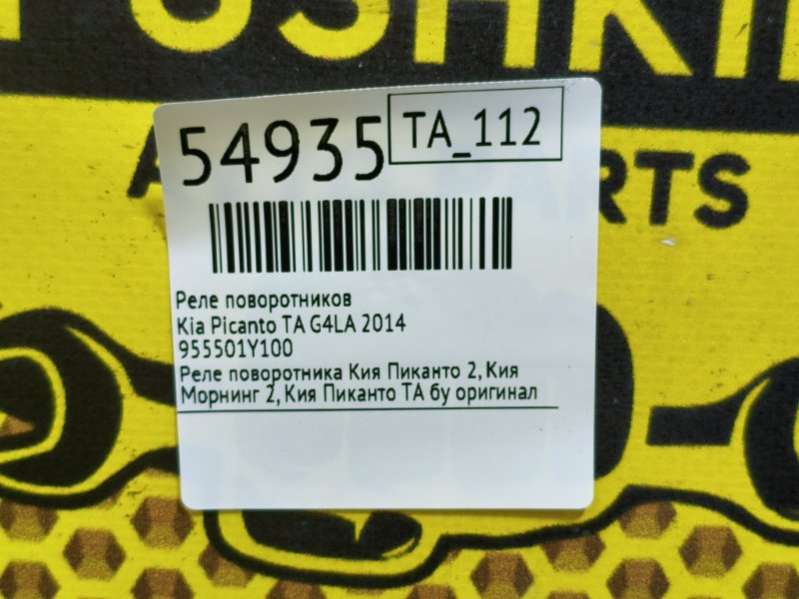 54935 TA_112
Реле поворотников
Kia Picanto TA G4LA 2014
955501Y100
Реле поворотника Кия Пиканто 2, Кия
Морнинг 2, Кия Пиканто ТА бу оригинал